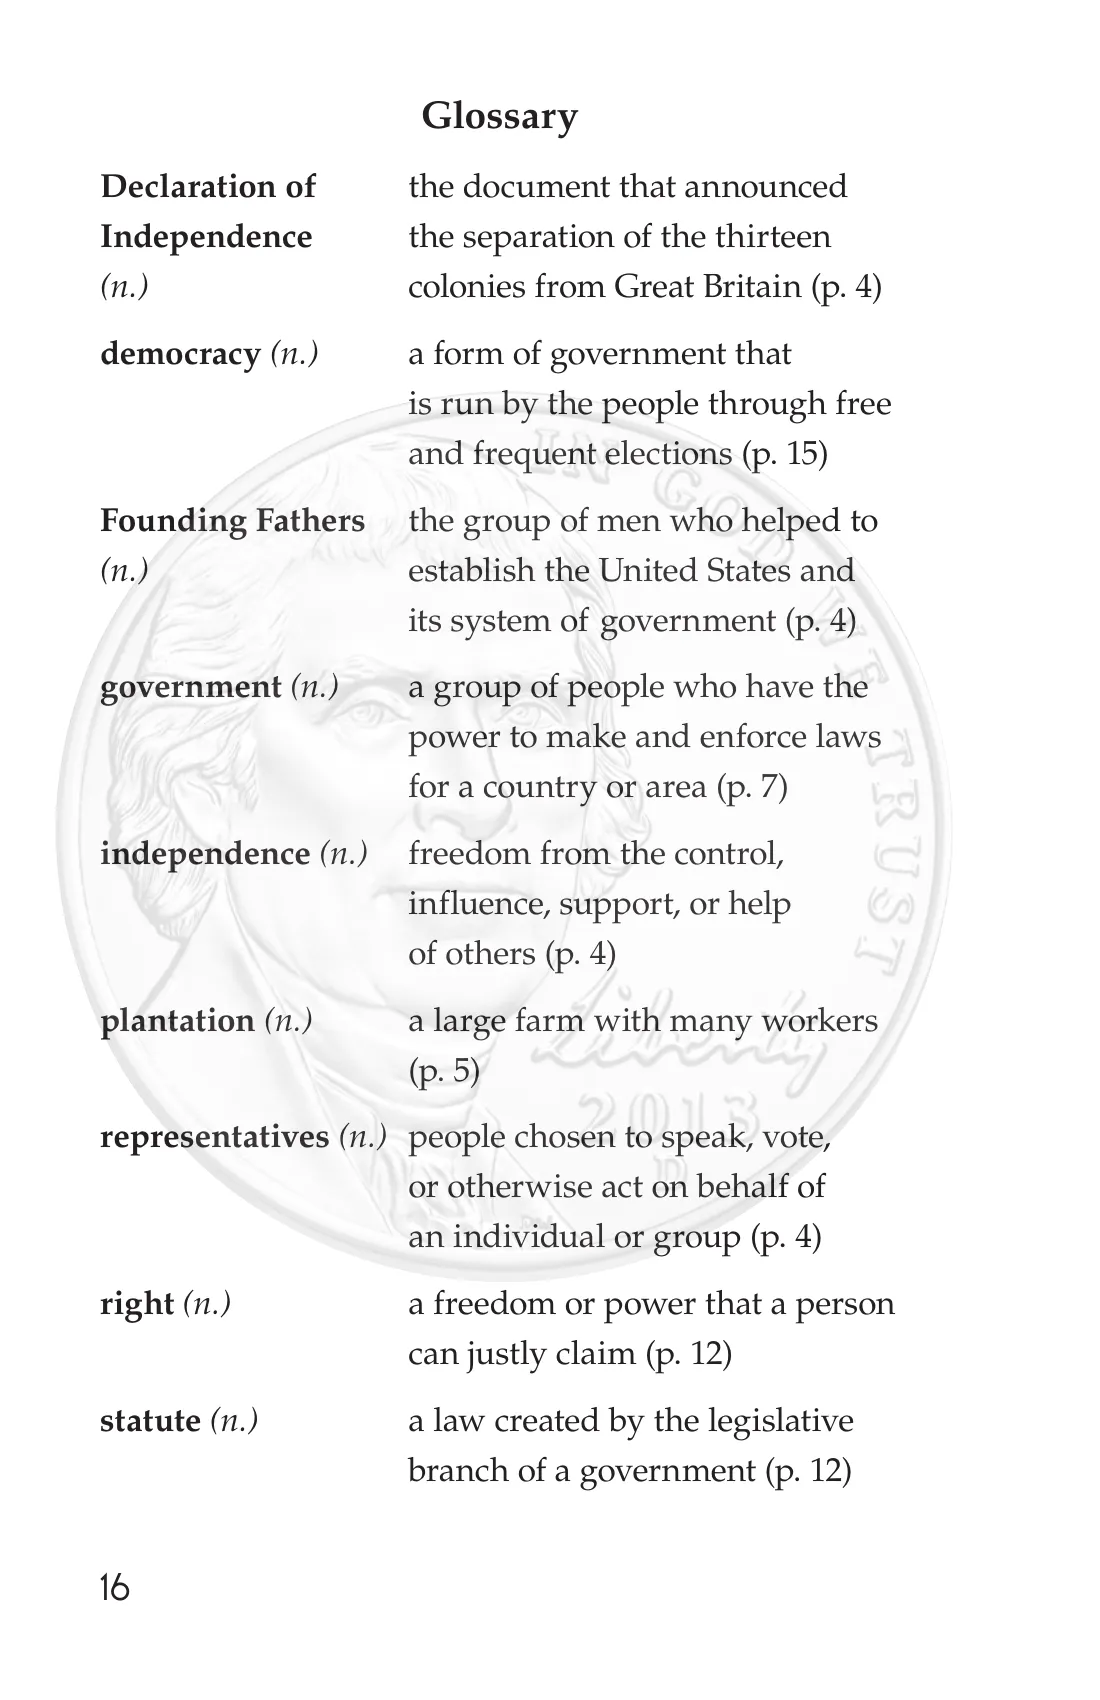 Glossary
Declaration of the document that announced
Independence the separation of the thirteen
(n.) colonies from Great Britain (p. 4)
democracy (n.) a form of government that
is run by the people through free
and frequent elections (p. 15)
Founding Fathers the group of men who helped to
(n.) establish the United States and
its system of government (p. 4)
government (n.) a group of people who have the
power to make and enforce laws
for a country or area (p. 7)
independence (n.) freedom from the control,
influence, support, or help
of others (p. 4)
plantation (n.) a large farm with many workers
(p. 5)
representatives (n.) people chosen to speak, vote,
or otherwise act on behalf of
an individual or group (p. 4)
right (n.) a freedom or power that a person
can justly claim (p. 12)
statute (n.) a law created by the legislative
branch of a government (p. 12)
16
IN GOD WE TRUST
Liberty
2013
D